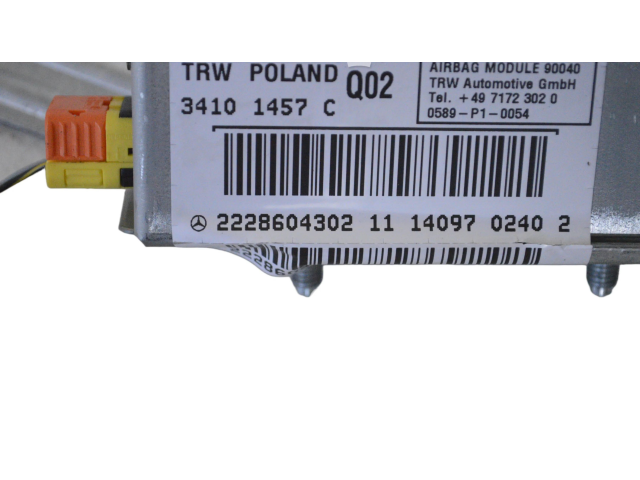 TRW POLAND Q02
3410 1457 C
AIRBAG MODULE 90040
TRW Automotive GmbH
Tel. +49 7172 302 0
0589-P1-0054
2228604302 11 14097 0240 2